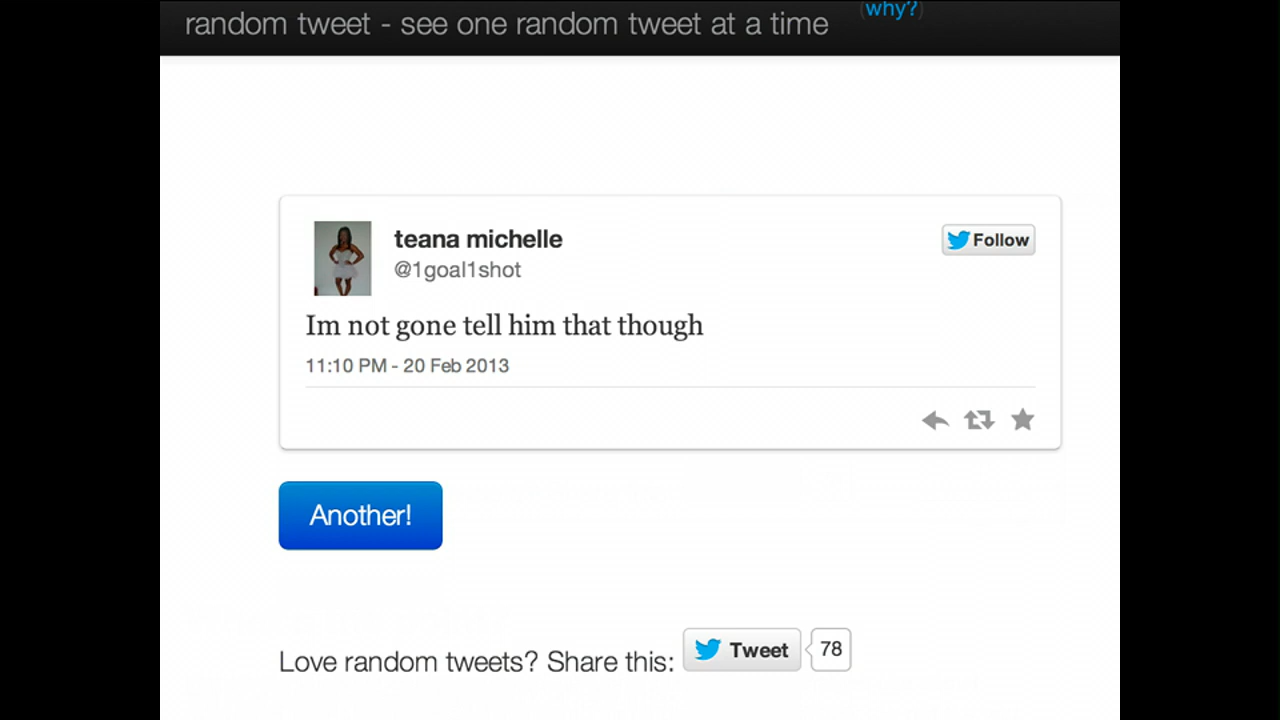 random tweet - see one random tweet at a time (why?)
teana michelle
Follow
@1goal1shot
Im not gone tell him that though
11:10 PM - 20 Feb 2013
Another!
Love random tweets? Share this: Tweet 78